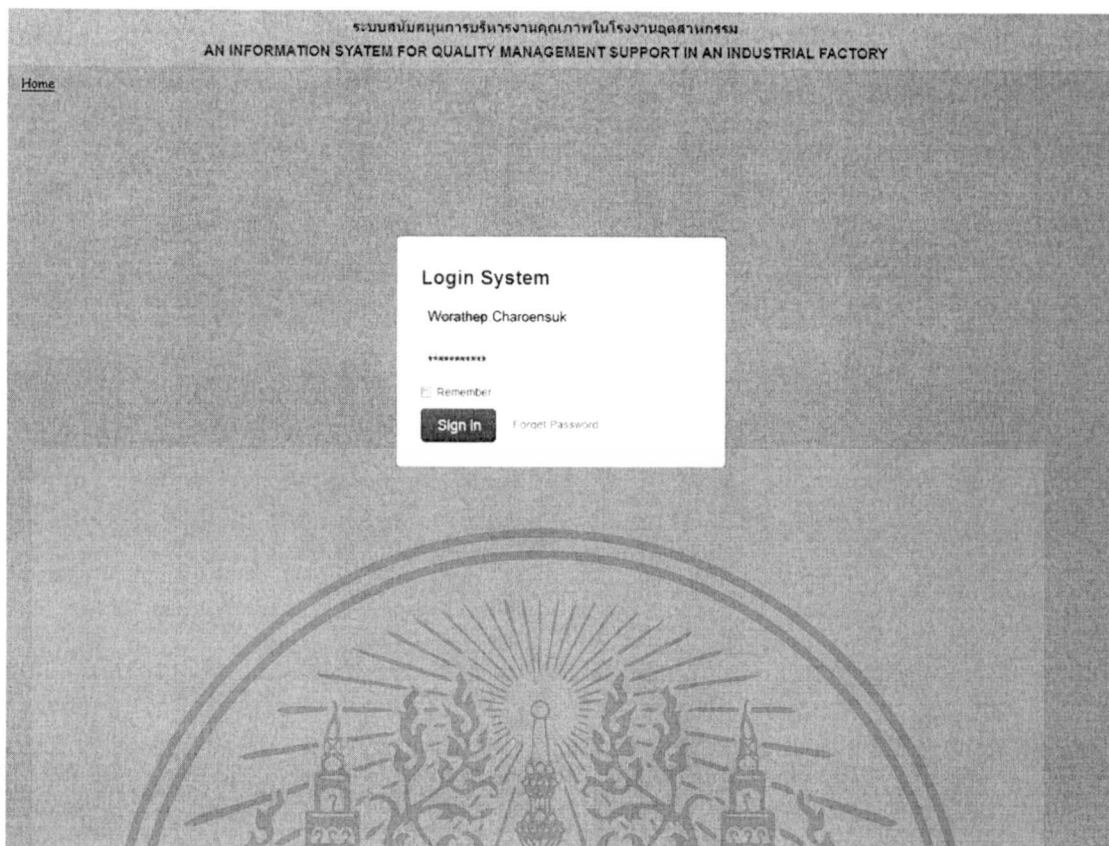 ระบบสนับสนุนการบริหารงานคุณภาพในโรงงานอุตสาหกรรม
AN INFORMATION SYATEM FOR QUALITY MANAGEMENT SUPPORT IN AN INDUSTRIAL FACTORY
Home
Login System
Worathep Charoensuk
***********
Remember
Sign In
Forget Password